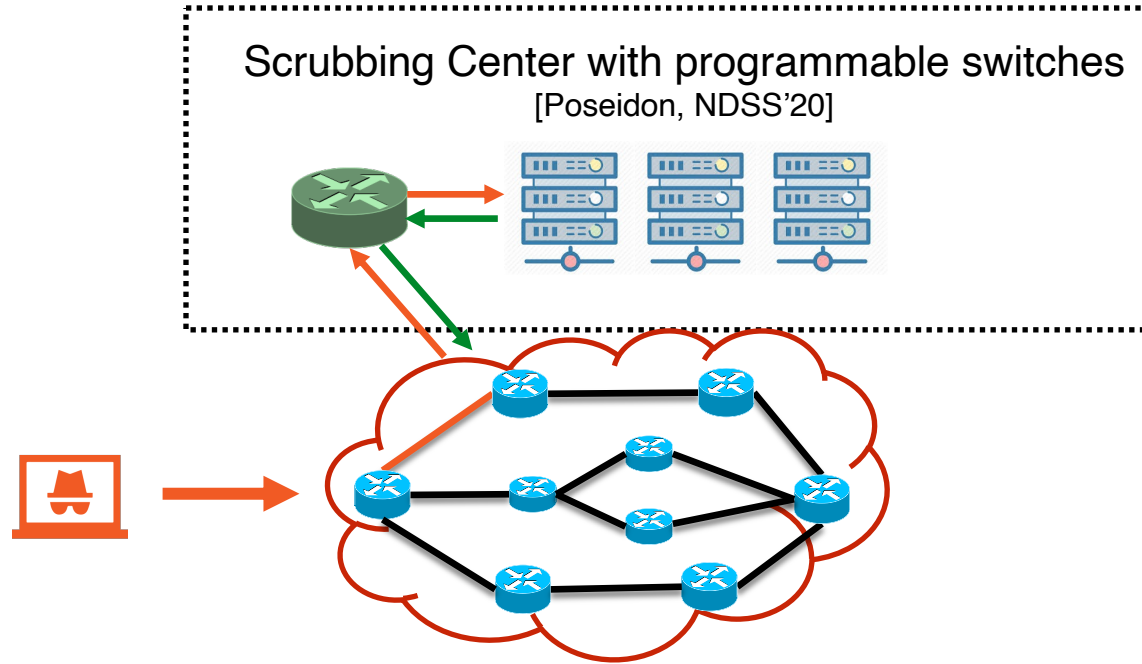 Scrubbing Center with programmable switches
[Poseidon, NDSS’20]